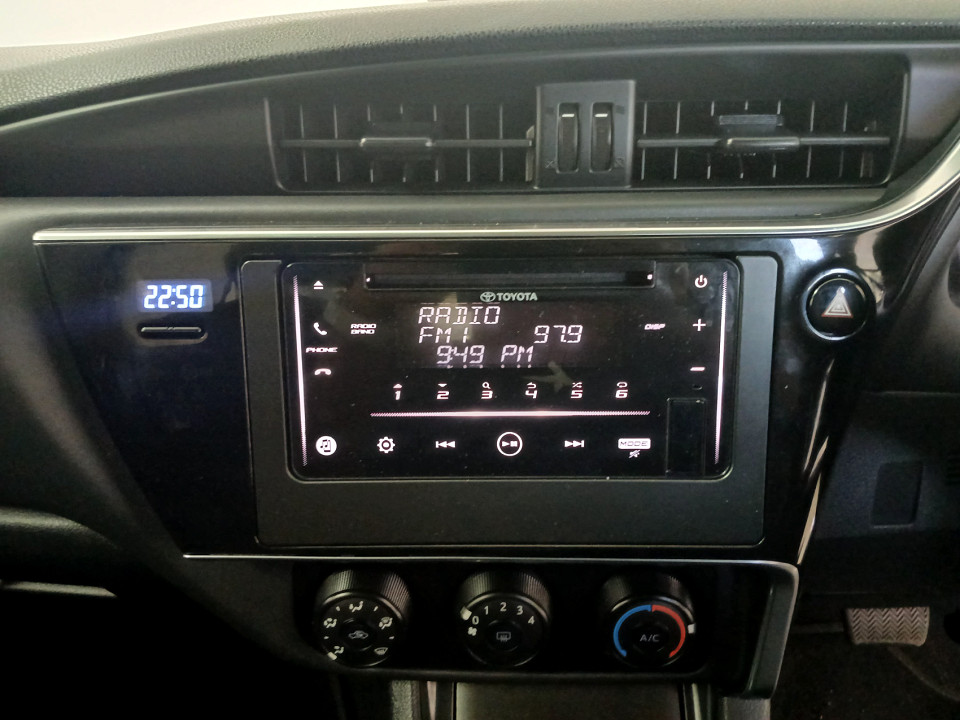 22:50
TOYOTA
RADIO
FM1 97.9
9:49 PM
RADIO
BAND
DISP
PHONE
1 2 3 4 5 6
MODE
0 1 2 3 4
A/C